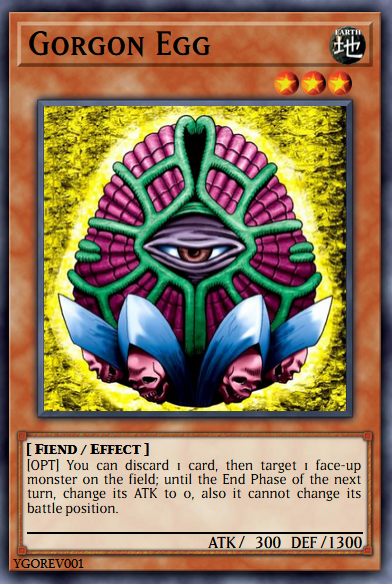 Gorgon Egg
EARTH
地
[ Fiend / Effect ]
[OPT] You can discard 1 card, then target 1 face-up
monster on the field; until the End Phase of the next
turn, change its ATK to 0, also it cannot change its
battle position.
ATK / 300 DEF /1300
YGOREV001